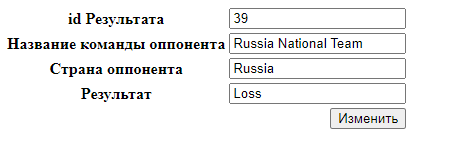 id Результата 39
Название команды оппонента Russia National Team
Страна оппонента Russia
Результат Loss
Изменить